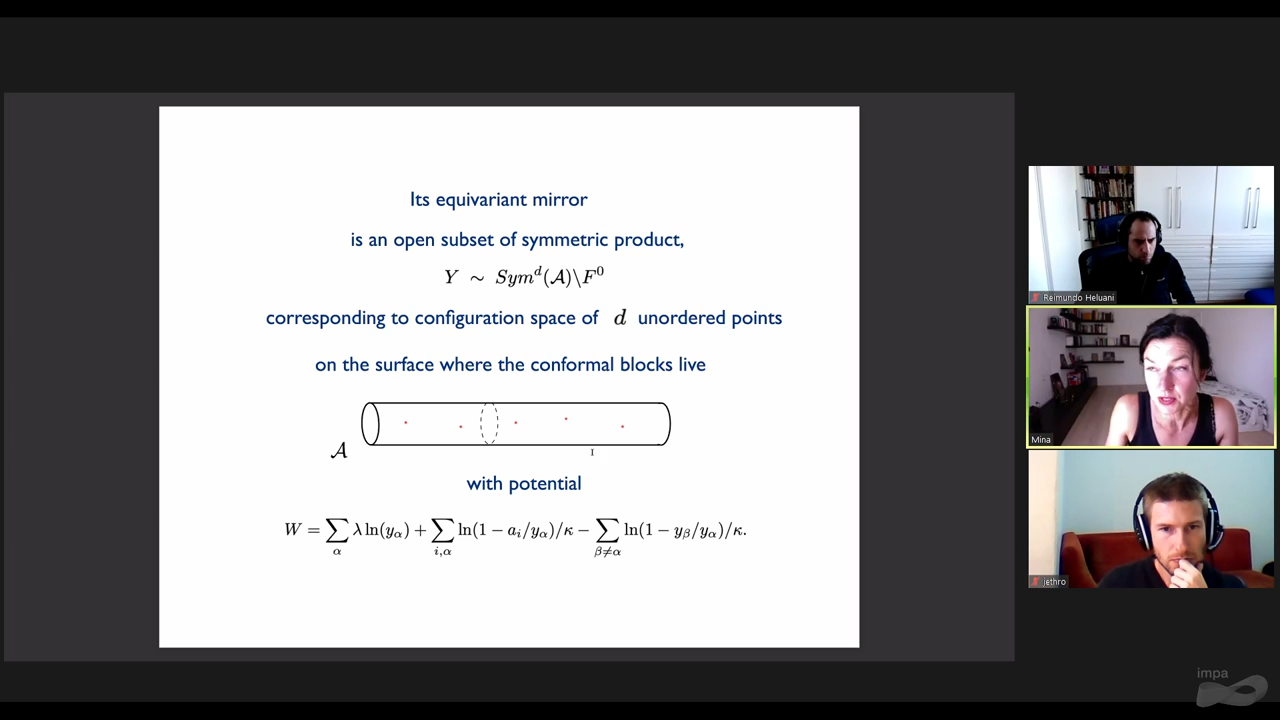 Its equivariant mirror
is an open subset of symmetric product,
Y ∼ Sym^d(𝒜)\F^0
corresponding to configuration space of d unordered points
on the surface where the conformal blocks live
𝒜
with potential
W = ∑_α λ ln(y_α) + ∑_{i,α} ln(1 − a_i/y_α)/κ − ∑_{β≠α} ln(1 − y_β/y_α)/κ.
Reimundo Heluani
Mina
jethro
impa